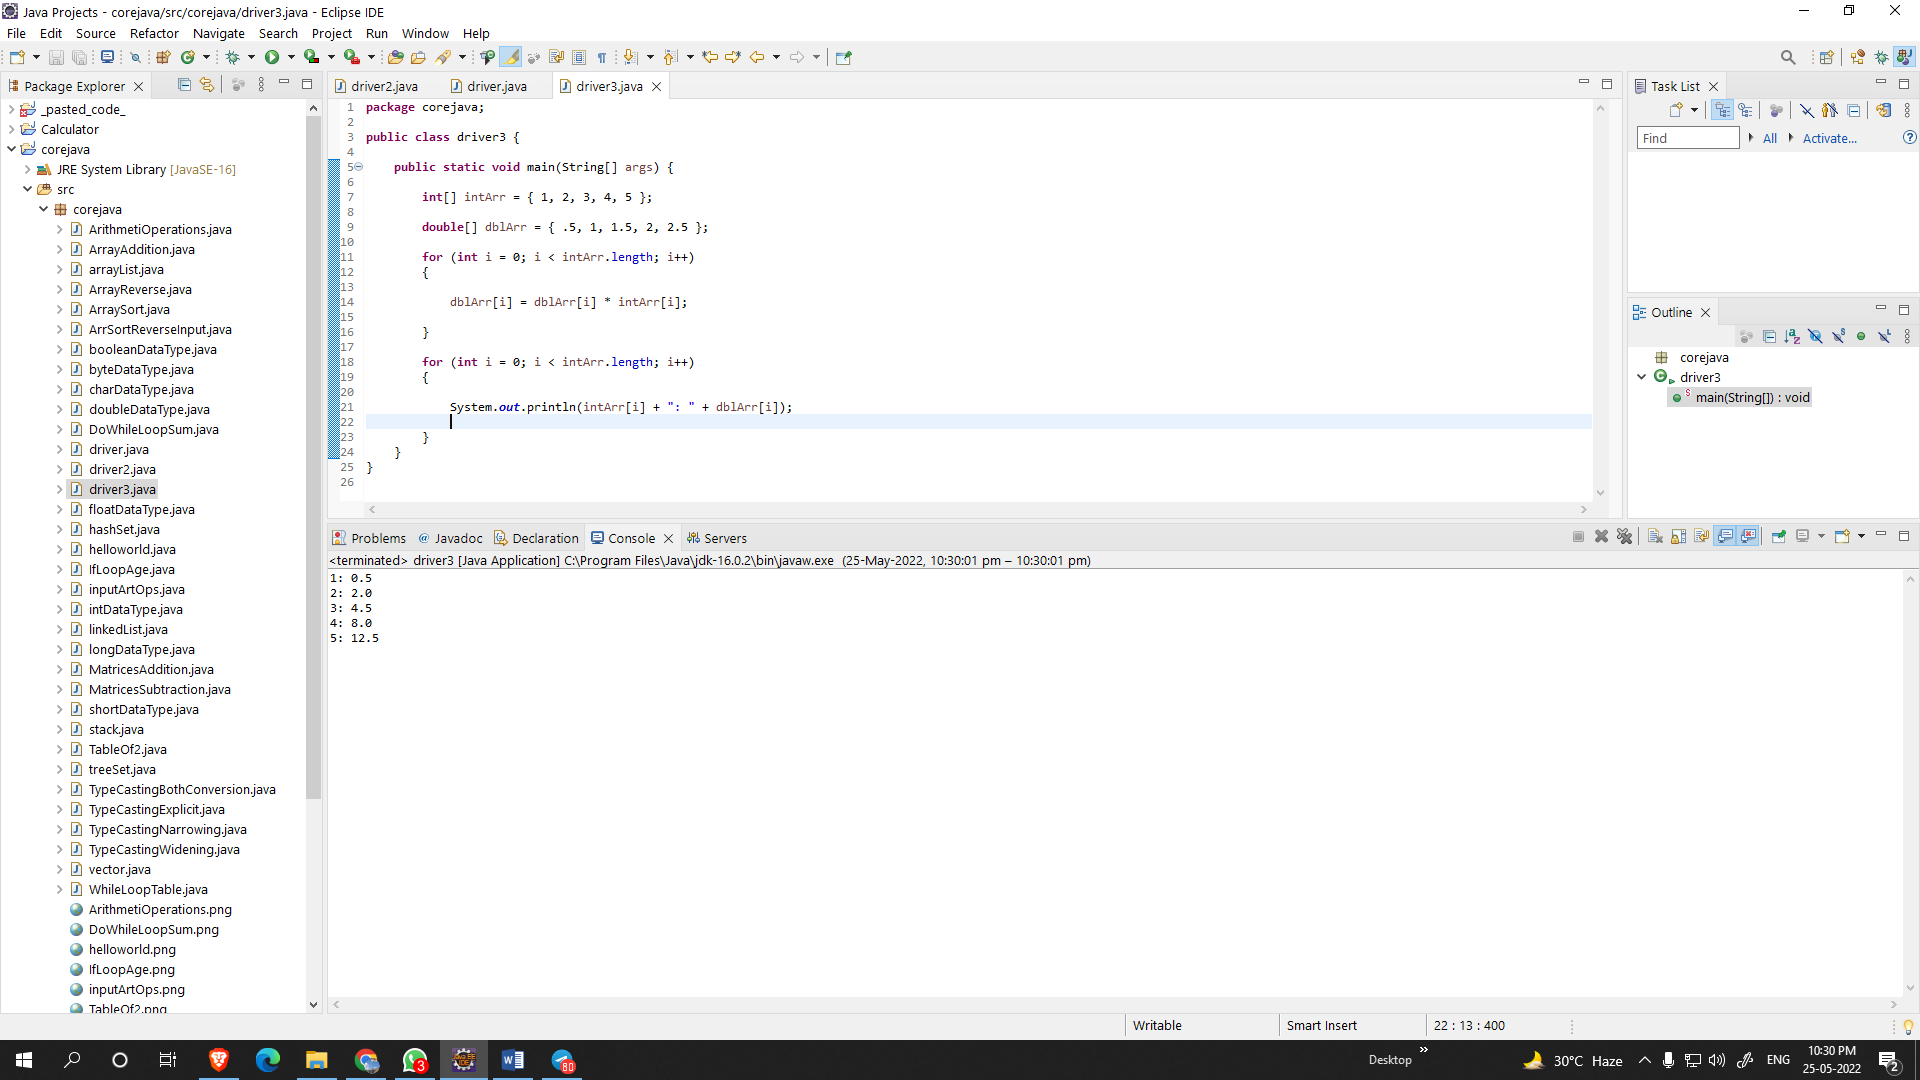 Java Projects - corejava/src/corejava/driver3.java - Eclipse IDE
File Edit Source Refactor Navigate Search Project Run Window Help
Package Explorer
_pasted_code_
Calculator
corejava
JRE System Library [JavaSE-16]
src
corejava
ArithmetiOperations.java
ArrayAddition.java
arrayList.java
ArrayReverse.java
ArraySort.java
ArrSortReverseInput.java
booleanDataType.java
byteDataType.java
charDataType.java
doubleDataType.java
DoWhileLoopSum.java
driver.java
driver2.java
driver3.java
floatDataType.java
hashSet.java
helloworld.java
IfLoopAge.java
inputArtOps.java
intDataType.java
linkedList.java
longDataType.java
MatricesAddition.java
MatricesSubtraction.java
shortDataType.java
stack.java
TableOf2.java
treeSet.java
TypeCastingBothConversion.java
TypeCastingExplicit.java
TypeCastingNarrowing.java
TypeCastingWidening.java
vector.java
WhileLoopTable.java
ArithmetiOperations.png
DoWhileLoopSum.png
helloworld.png
IfLoopAge.png
inputArtOps.png
TableOf2.png
driver2.java driver.java driver3.java
1 package corejava;
2
3 public class driver3 {
4
5 public static void main(String[] args) {
6
7 int[] intArr = { 1, 2, 3, 4, 5 };
8
9 double[] dblArr = { .5, 1, 1.5, 2, 2.5 };
10
11 for (int i = 0; i < intArr.length; i++)
12 {
13
14 dblArr[i] = dblArr[i] * intArr[i];
15
16 }
17
18 for (int i = 0; i < intArr.length; i++)
19 {
20
21 System.out.println(intArr[i] + ": " + dblArr[i]);
22
23 }
24 }
25 }
26
Task List
Find All Activate...
Outline
corejava
driver3
main(String[]) : void
Problems @ Javadoc Declaration Console Servers
<terminated> driver3 [Java Application] C:\Program Files\Java\jdk-16.0.2\bin\javaw.exe (25-May-2022, 10:30:01 pm – 10:30:01 pm)
1: 0.5
2: 2.0
3: 4.5
4: 8.0
5: 12.5
Writable Smart Insert 22 : 13 : 400
Java EE IDE
3
80
Desktop
30°C Haze
ENG
10:30 PM
25-05-2022
2